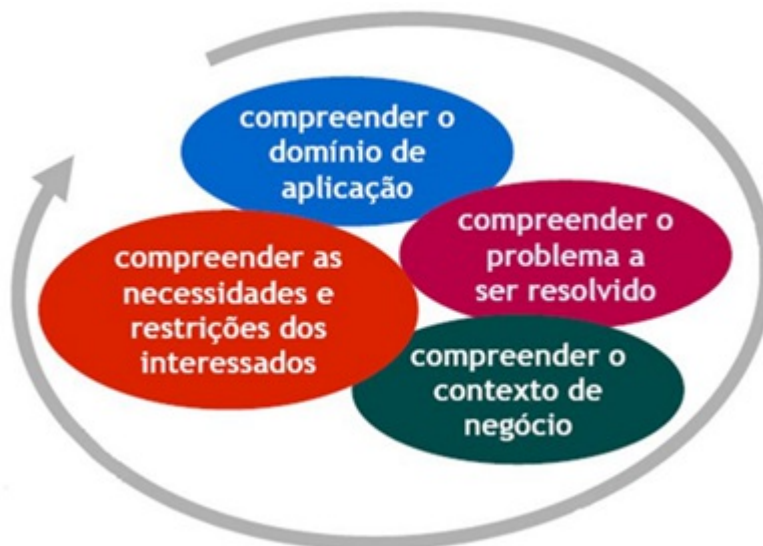 compreender o
domínio de
aplicação
compreender o
problema a
ser resolvido
compreender o
contexto de
negócio
compreender as
necessidades e
restrições dos
interessados